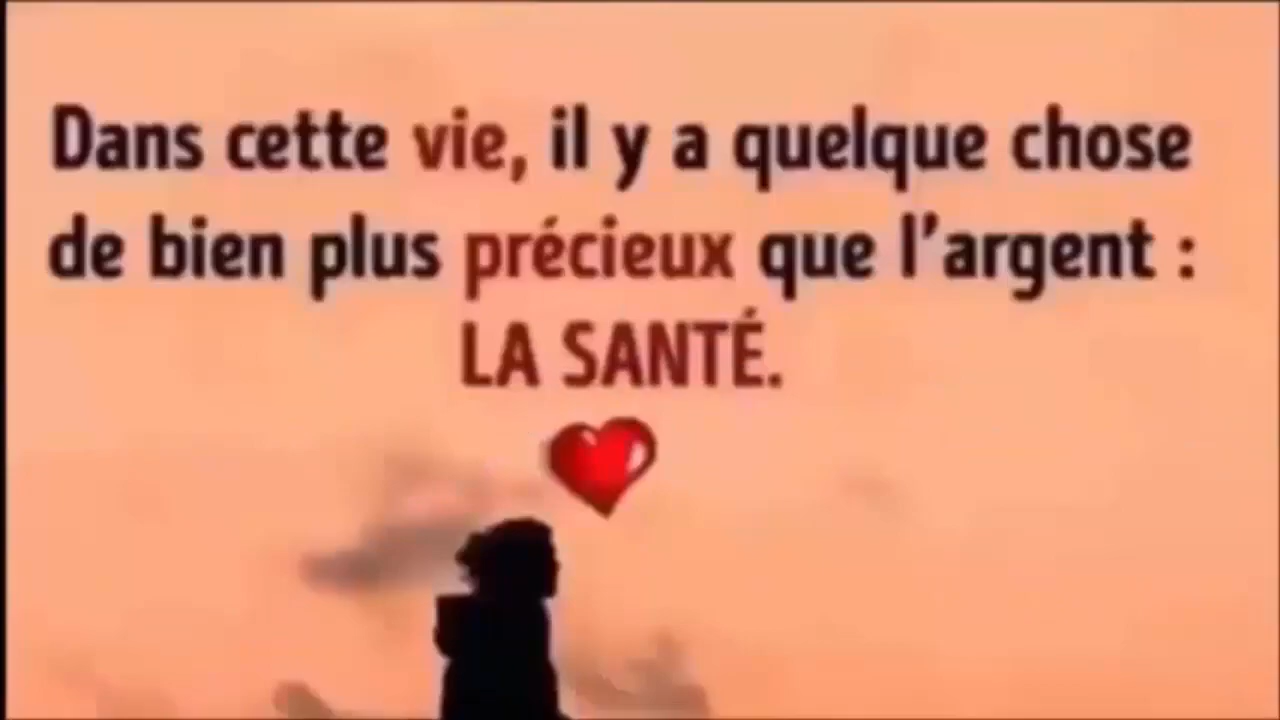 Dans cette vie, il y a quelque chose
de bien plus précieux que l'argent :
LA SANTÉ.